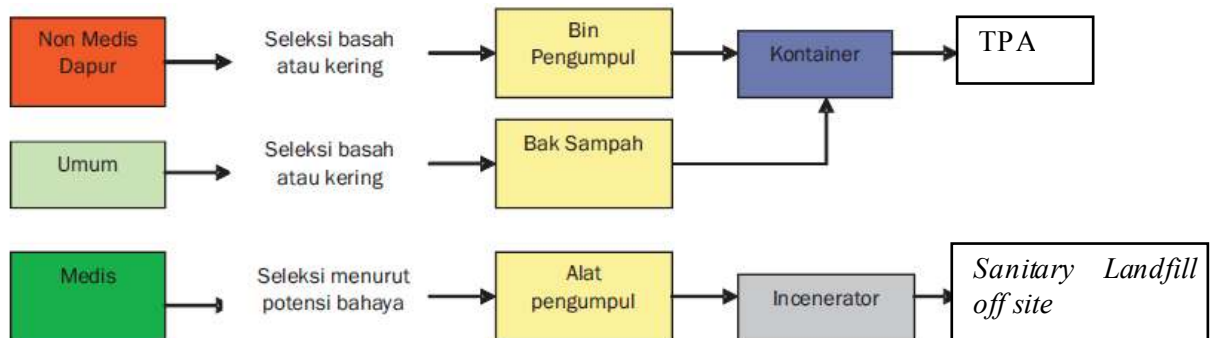 Non Medis
Dapur
Seleksi basah
atau kering
Bin
Pengumpul
Kontainer
TPA
Umum
Seleksi basah
atau kering
Bak Sampah
Medis
Seleksi menurut
potensi bahaya
Alat
pengumpul
Incenerator
Sanitary Landfill
off site